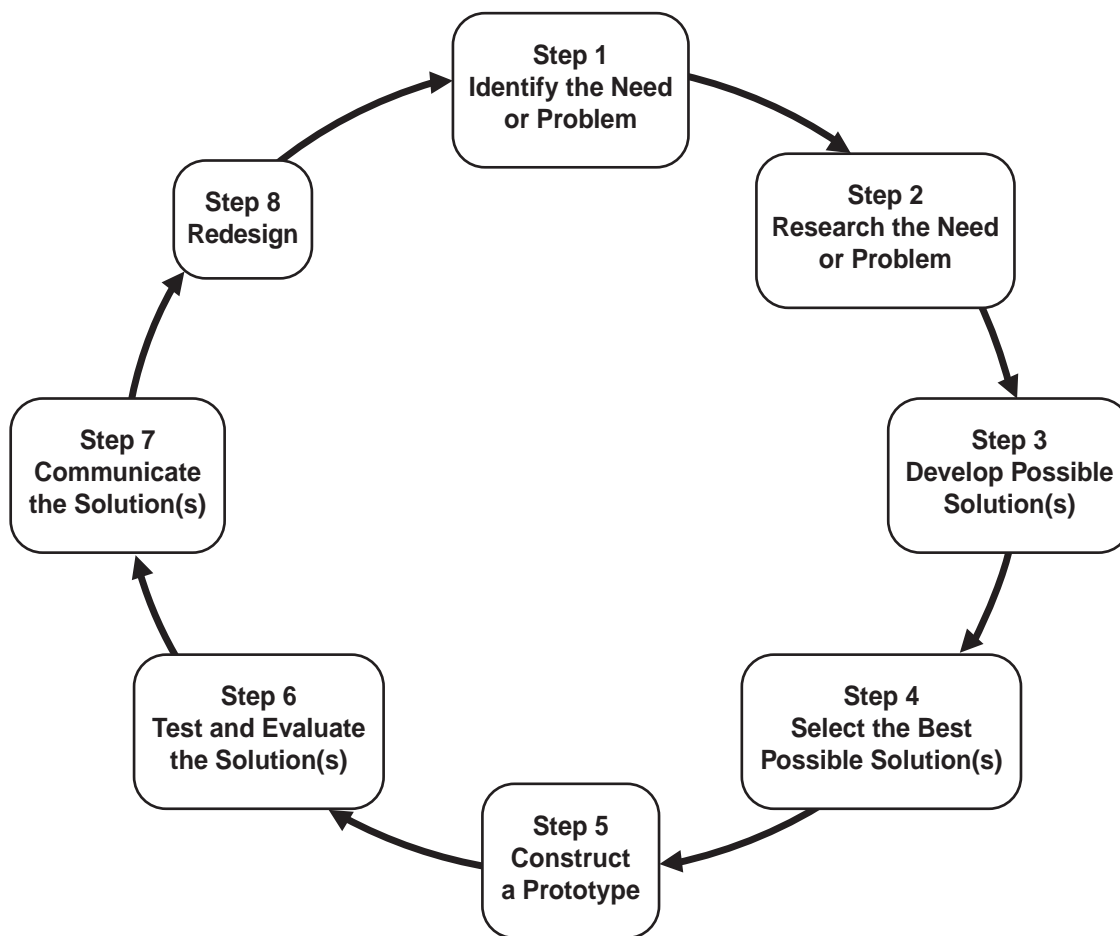 Step 1
Identify the Need
or Problem
Step 2
Research the Need
or Problem
Step 3
Develop Possible
Solution(s)
Step 4
Select the Best
Possible Solution(s)
Step 5
Construct
a Prototype
Step 6
Test and Evaluate
the Solution(s)
Step 7
Communicate
the Solution(s)
Step 8
Redesign